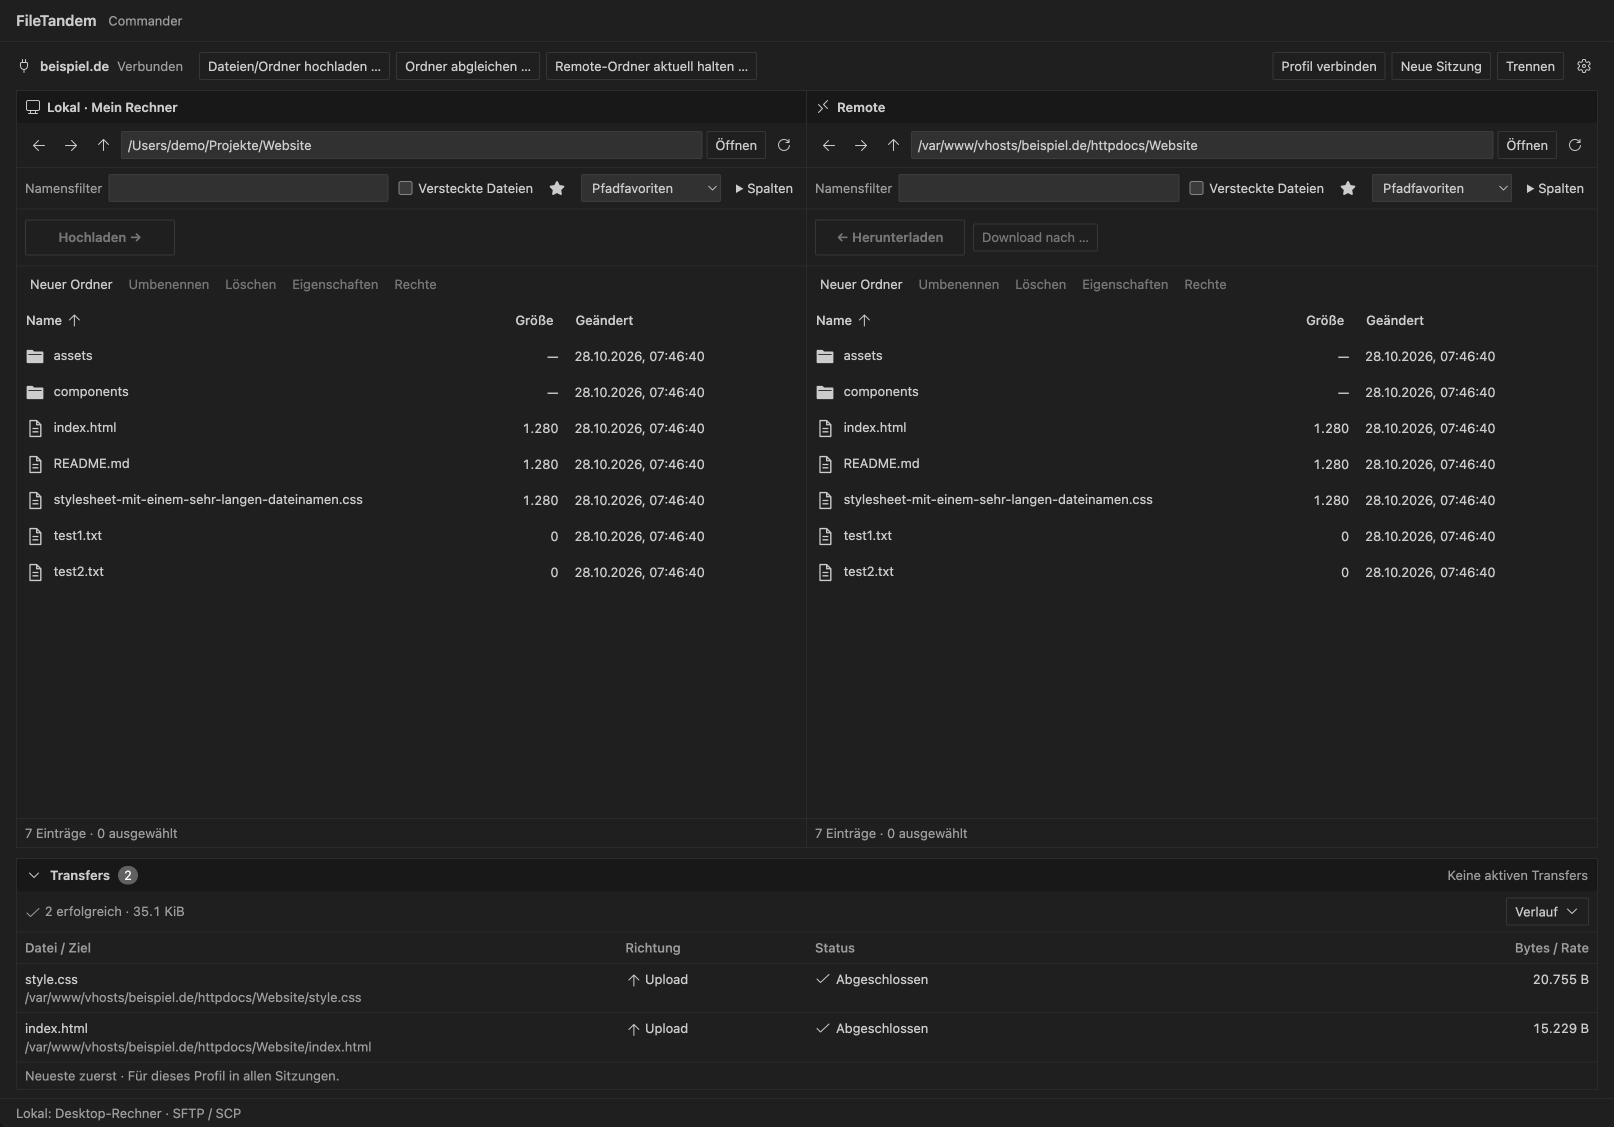 FileTandem Commander
beispiel.de Verbunden Dateien/Ordner hochladen ... Ordner abgleichen ... Remote-Ordner aktuell halten ... Profil verbinden Neue Sitzung Trennen
Lokal · Mein Rechner
/Users/demo/Projekte/Website Öffnen
Namensfilter Versteckte Dateien Pfadfavoriten Spalten
Hochladen →
Neuer Ordner Umbenennen Löschen Eigenschaften Rechte
Name ↑ Größe Geändert
assets — 28.10.2026, 07:46:40
components — 28.10.2026, 07:46:40
index.html 1.280 28.10.2026, 07:46:40
README.md 1.280 28.10.2026, 07:46:40
stylesheet-mit-einem-sehr-langen-dateinamen.css 1.280 28.10.2026, 07:46:40
test1.txt 0 28.10.2026, 07:46:40
test2.txt 0 28.10.2026, 07:46:40
7 Einträge · 0 ausgewählt
Remote
/var/www/vhosts/beispiel.de/httpdocs/Website Öffnen
Namensfilter Versteckte Dateien Pfadfavoriten Spalten
← Herunterladen Download nach ...
Neuer Ordner Umbenennen Löschen Eigenschaften Rechte
Name ↑ Größe Geändert
assets — 28.10.2026, 07:46:40
components — 28.10.2026, 07:46:40
index.html 1.280 28.10.2026, 07:46:40
README.md 1.280 28.10.2026, 07:46:40
stylesheet-mit-einem-sehr-langen-dateinamen.css 1.280 28.10.2026, 07:46:40
test1.txt 0 28.10.2026, 07:46:40
test2.txt 0 28.10.2026, 07:46:40
7 Einträge · 0 ausgewählt
Transfers 2 Keine aktiven Transfers
2 erfolgreich · 35.1 KiB Verlauf
Datei / Ziel Richtung Status Bytes / Rate
style.css ↑ Upload ✓ Abgeschlossen 20.755 B
/var/www/vhosts/beispiel.de/httpdocs/Website/style.css
index.html ↑ Upload ✓ Abgeschlossen 15.229 B
/var/www/vhosts/beispiel.de/httpdocs/Website/index.html
Neueste zuerst · Für dieses Profil in allen Sitzungen.
Lokal: Desktop-Rechner · SFTP / SCP